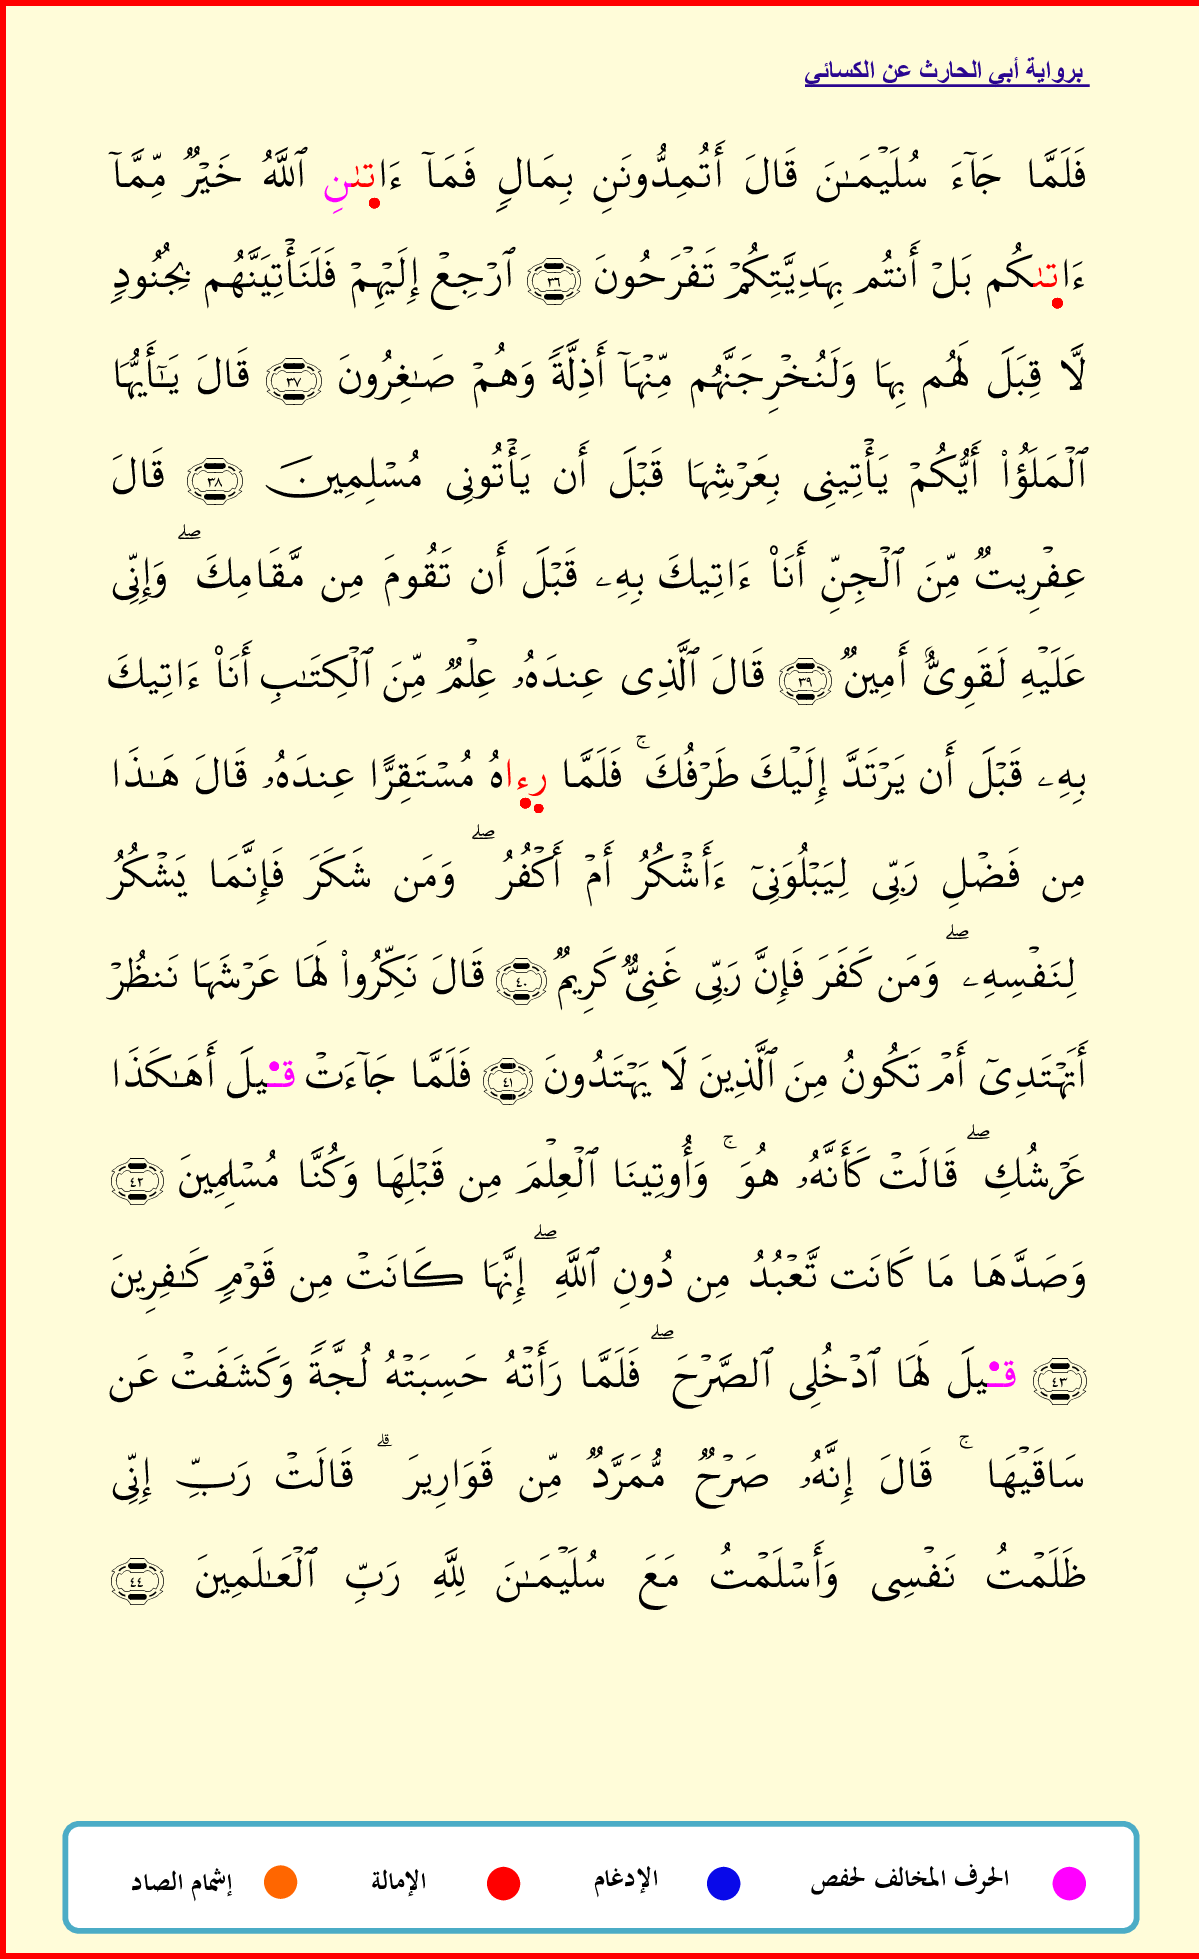 برواية أبي الحارث عن الكسائي
فَلَمَّا جَآءَ سُلَيْمَـٰنَ قَالَ أَتُمِدُّونَنِ بِمَالٍ فَمَآ ءَاتَىٰنِ ٱللَّهُ خَيْرٌ مِّمَّآ
ءَاتَىٰكُم بَلْ أَنتُم بِهَدِيَّتِكُمْ تَفْرَحُونَ ٣٦ ٱرْجِعْ إِلَيْهِمْ فَلَنَأْتِيَنَّهُم بِجُنُودٍ
لَّا قِبَلَ لَهُم بِهَا وَلَنُخْرِجَنَّهُم مِّنْهَآ أَذِلَّةً وَهُمْ صَـٰغِرُونَ ٣٧ قَالَ يَـٰٓأَيُّهَا
ٱلْمَلَؤُا۟ أَيُّكُمْ يَأْتِينِى بِعَرْشِهَا قَبْلَ أَن يَأْتُونِى مُسْلِمِينَ ٣٨ قَالَ
عِفْرِيتٌ مِّنَ ٱلْجِنِّ أَنَا۠ ءَاتِيكَ بِهِۦ قَبْلَ أَن تَقُومَ مِن مَّقَامِكَ ۖ وَإِنِّى
عَلَيْهِ لَقَوِىٌّ أَمِينٌ ٣٩ قَالَ ٱلَّذِى عِندَهُۥ عِلْمٌ مِّنَ ٱلْكِتَـٰبِ أَنَا۠ ءَاتِيكَ
بِهِۦ قَبْلَ أَن يَرْتَدَّ إِلَيْكَ طَرْفُكَ ۚ فَلَمَّا رِءاهُ مُسْتَقِرًّا عِندَهُۥ قَالَ هَـٰذَا
مِن فَضْلِ رَبِّى لِيَبْلُوَنِىٓ ءَأَشْكُرُ أَمْ أَكْفُرُ ۖ وَمَن شَكَرَ فَإِنَّمَا يَشْكُرُ
لِنَفْسِهِۦ ۖ وَمَن كَفَرَ فَإِنَّ رَبِّى غَنِىٌّ كَرِيمٌ ٤٠ قَالَ نَكِّرُوا۟ لَهَا عَرْشَهَا نَنظُرْ
أَتَهْتَدِىٓ أَمْ تَكُونُ مِنَ ٱلَّذِينَ لَا يَهْتَدُونَ ٤١ فَلَمَّا جَآءَتْ قـيلَ أَهَـٰكَذَا
عَرْشُكِ ۖ قَالَتْ كَأَنَّهُۥ هُوَ ۚ وَأُوتِينَا ٱلْعِلْمَ مِن قَبْلِهَا وَكُنَّا مُسْلِمِينَ ٤٢
وَصَدَّهَا مَا كَانَت تَّعْبُدُ مِن دُونِ ٱللَّهِ ۖ إِنَّهَا كَانَتْ مِن قَوْمٍ كَـٰفِرِينَ
٤٣ قـيلَ لَهَا ٱدْخُلِى ٱلصَّرْحَ ۖ فَلَمَّا رَأَتْهُ حَسِبَتْهُ لُجَّةً وَكَشَفَتْ عَن
سَاقَيْهَا ۚ قَالَ إِنَّهُۥ صَرْحٌ مُّمَرَّدٌ مِّن قَوَارِيرَ ۗ قَالَتْ رَبِّ إِنِّى
ظَلَمْتُ نَفْسِى وَأَسْلَمْتُ مَعَ سُلَيْمَـٰنَ لِلَّهِ رَبِّ ٱلْعَـٰلَمِينَ ٤٤
الحرف المخالف لحفص الإدغام الإمالة إشمام الصاد